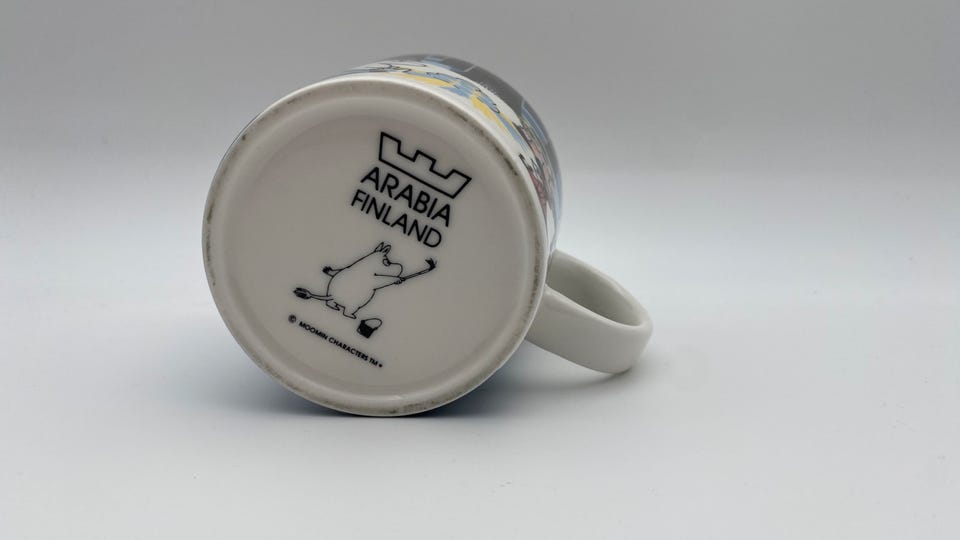 ARABIA
FINLAND
© MOOMIN CHARACTERS TM•